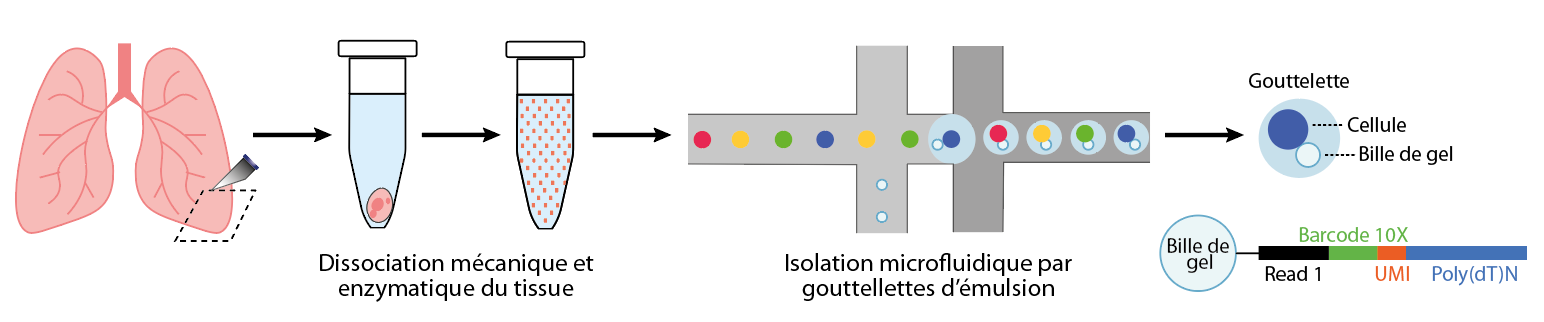 Dissociation mécanique et
enzymatique du tissue
Isolation microfluidique par
gouttellettes d'émulsion
Gouttelette
Cellule
Bille de gel
Bille de
gel
Barcode 10X
Read 1
UMI
Poly(dT)N